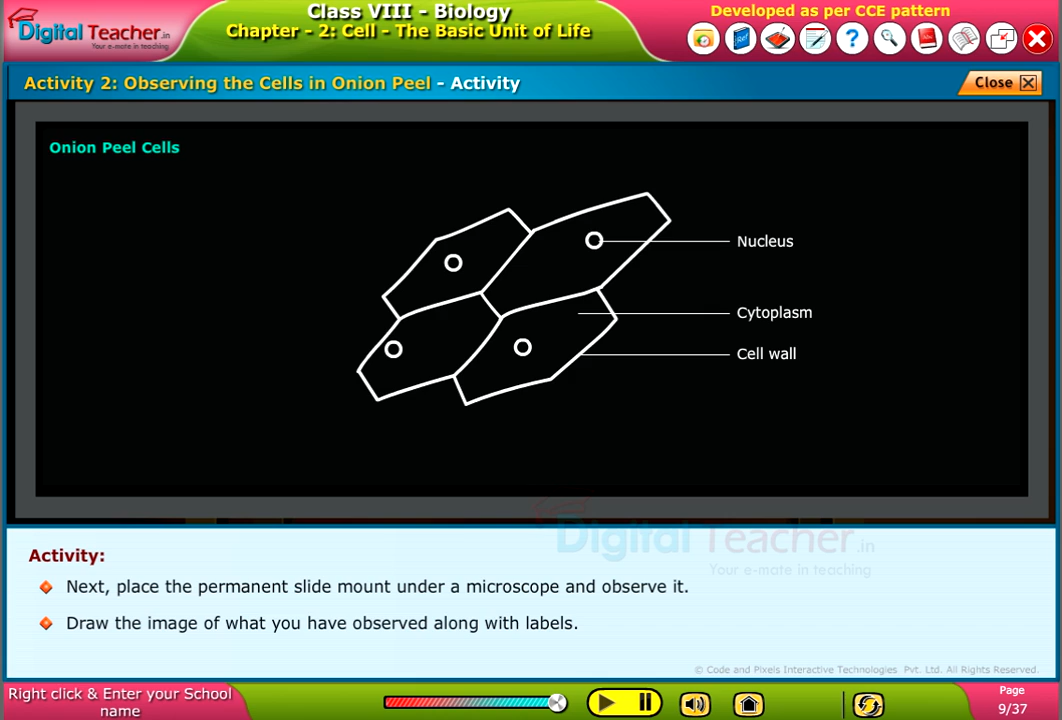 Digital Teacher.in
Your e-mate in teaching
Class VIII - Biology
Chapter - 2: Cell - The Basic Unit of Life
Developed as per CCE pattern
Ref
?
Activity 2: Observing the Cells in Onion Peel - Activity
Close
Onion Peel Cells
Nucleus
Cytoplasm
Cell wall
Digital Teacher.in
Your e-mate in teaching
Activity:
Next, place the permanent slide mount under a microscope and observe it.
Draw the image of what you have observed along with labels.
© Code and Pixels Interactive Technologies Pvt. Ltd. All Rights Reserved.
Right click & Enter your School
name
Page
9/37